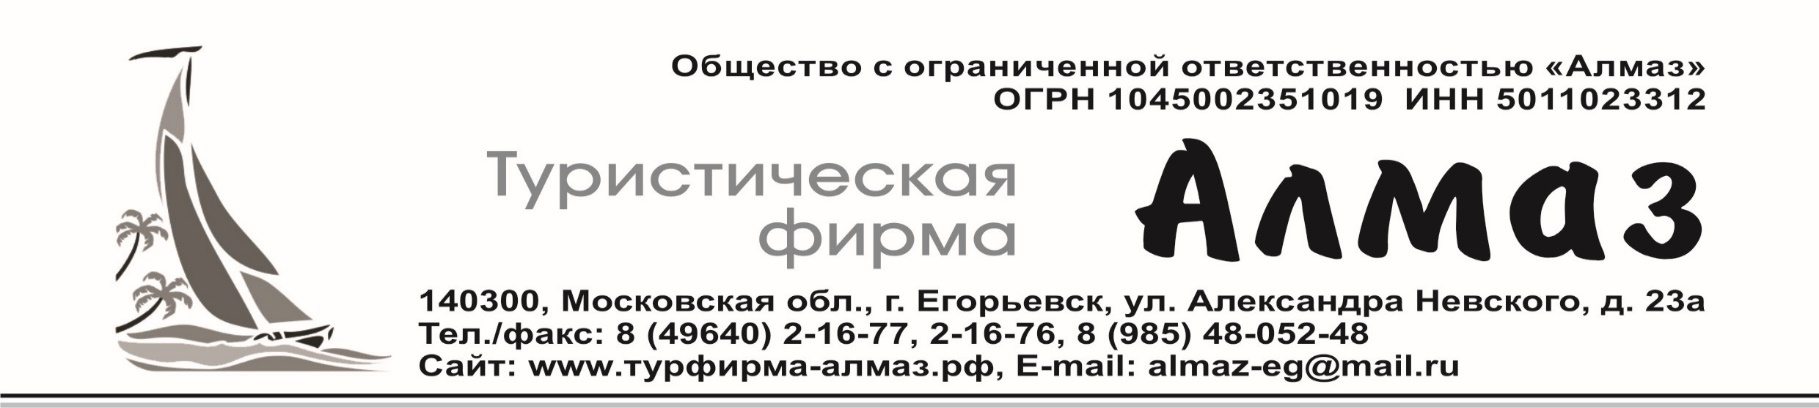 Общество с ограниченной ответственностью «Алмаз»
ОГРН 1045002351019 ИНН 5011023312
Туристическая
фирма
Алмаз
140300, Московская обл., г. Егорьевск, ул. Александра Невского, д. 23а
Тел./факс: 8 (49640) 2-16-77, 2-16-76, 8 (985) 48-052-48
Сайт: www.турфирма-алмаз.рф, E-mail: almaz-eg@mail.ru